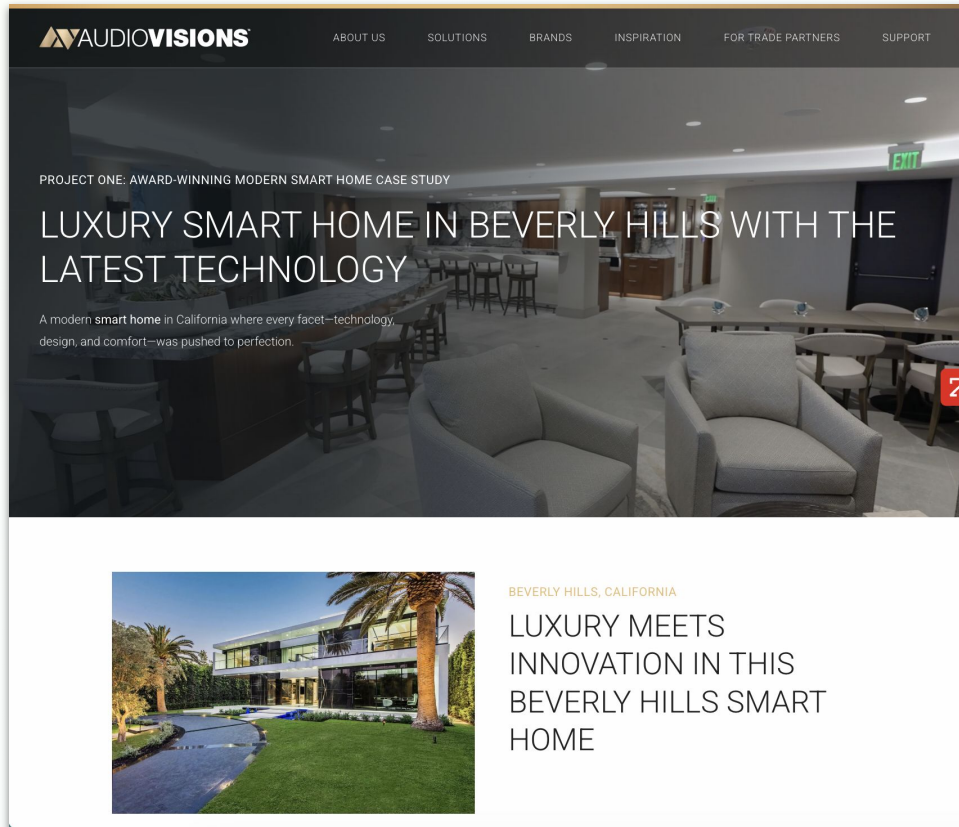 AUDIOVISIONS
ABOUT US
SOLUTIONS
BRANDS
INSPIRATION
FOR TRADE PARTNERS
SUPPORT
EXIT
PROJECT ONE: AWARD-WINNING MODERN SMART HOME CASE STUDY
LUXURY SMART HOME IN BEVERLY HILLS WITH THE
LATEST TECHNOLOGY
A modern smart home in California where every facet—technology,
design, and comfort—was pushed to perfection.
BEVERLY HILLS, CALIFORNIA
LUXURY MEETS
INNOVATION IN THIS
BEVERLY HILLS SMART
HOME